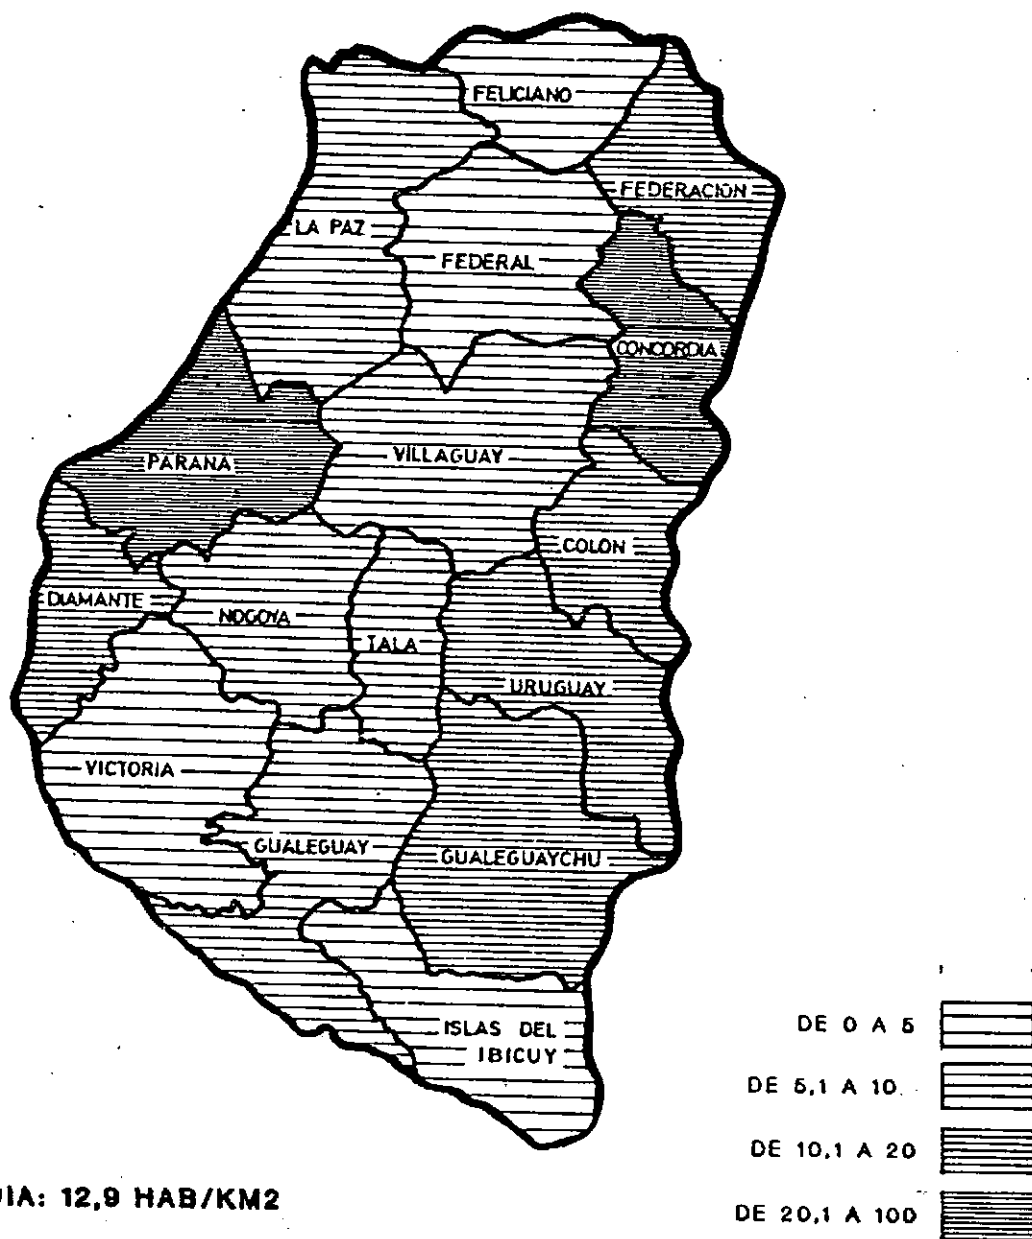 FELICIANO
FEDERACION
LA PAZ
FEDERAL
CONCORDIA
VILLAGUAY
PARANA
COLON
DIAMANTE
NOGOYA
TALA
URUGUAY
VICTORIA
GUALEGUAY
GUALEGUAYCHU
ISLAS DEL
IBICUY
DE 0 A 5
DE 5,1 A 10
DE 10,1 A 20
DE 20,1 A 100
IA: 12,9 HAB/KM2